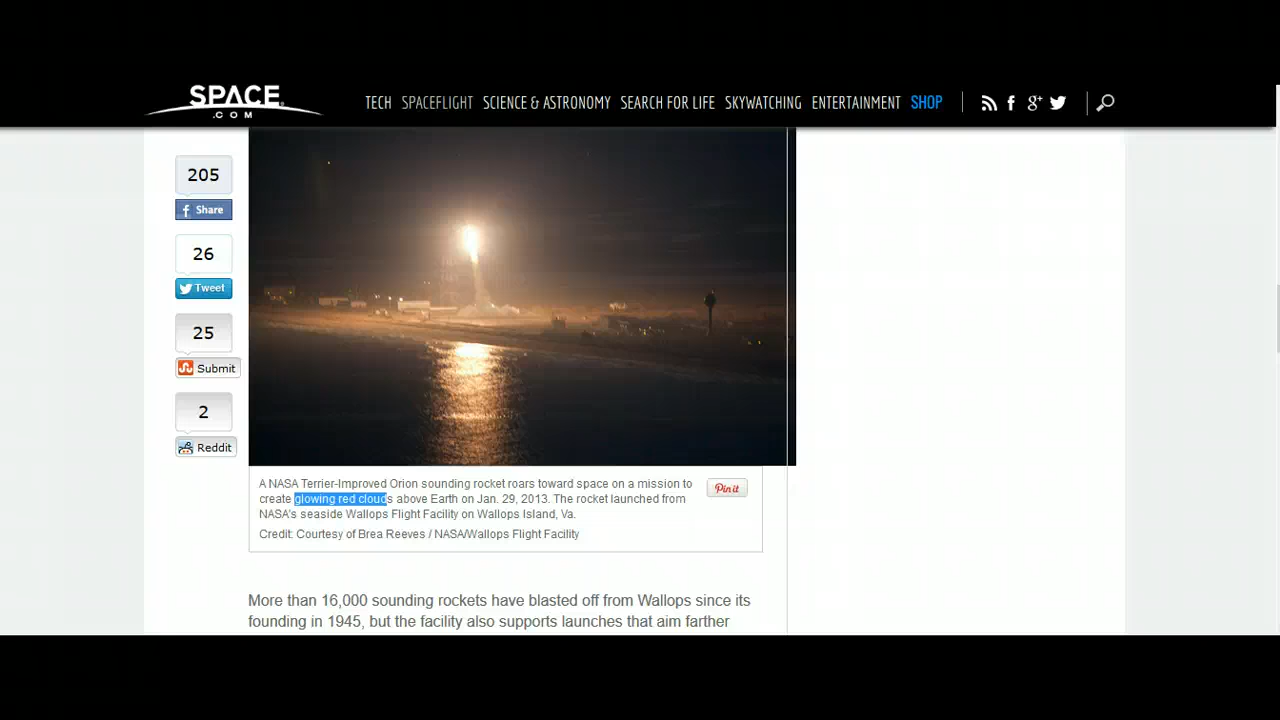 SPACE
.COM
TECH SPACEFLIGHT SCIENCE & ASTRONOMY SEARCH FOR LIFE SKYWATCHING ENTERTAINMENT SHOP
205
Share
26
Tweet
25
Submit
2
Reddit
A NASA Terrier-Improved Orion sounding rocket roars toward space on a mission to
create glowing red clouds above Earth on Jan. 29, 2013. The rocket launched from
NASA's seaside Wallops Flight Facility on Wallops Island, Va.
Credit: Courtesy of Brea Reeves / NASA/Wallops Flight Facility
Pin it
More than 16,000 sounding rockets have blasted off from Wallops since its
founding in 1945, but the facility also supports launches that aim farther